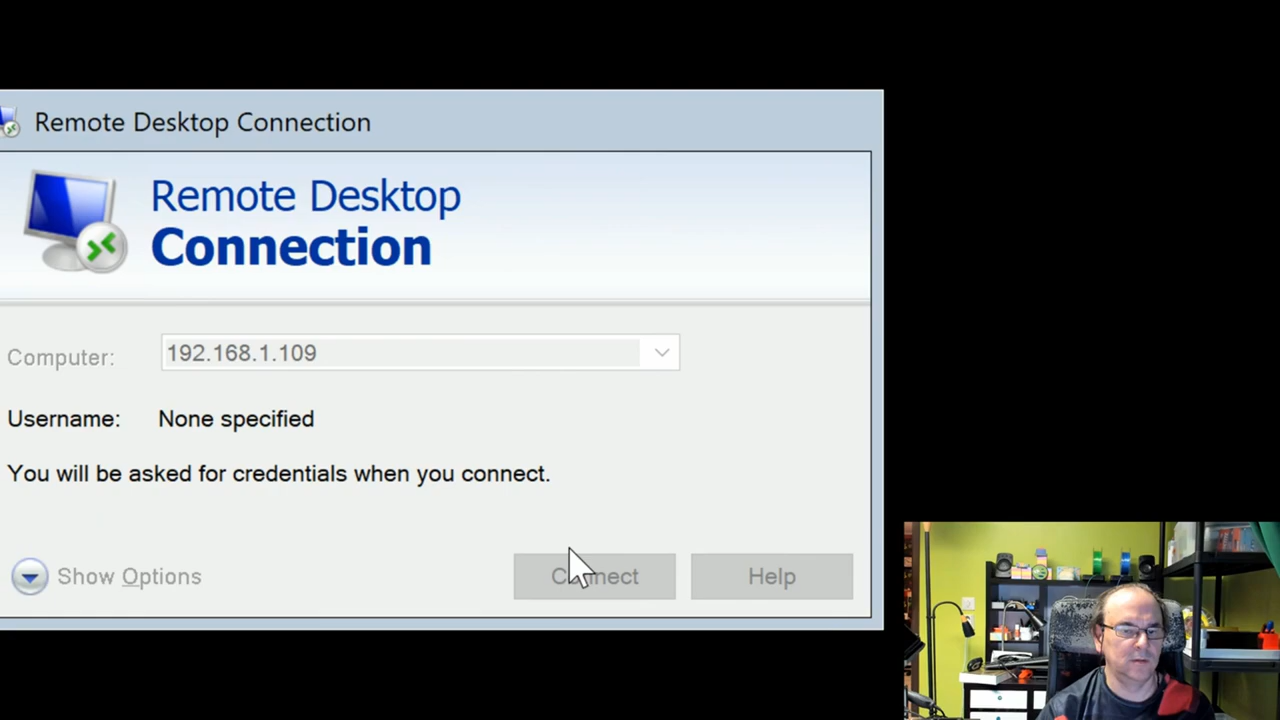 Remote Desktop Connection
Remote Desktop
Connection
Computer: 192.168.1.109
Username: None specified
You will be asked for credentials when you connect.
Show Options Connect Help